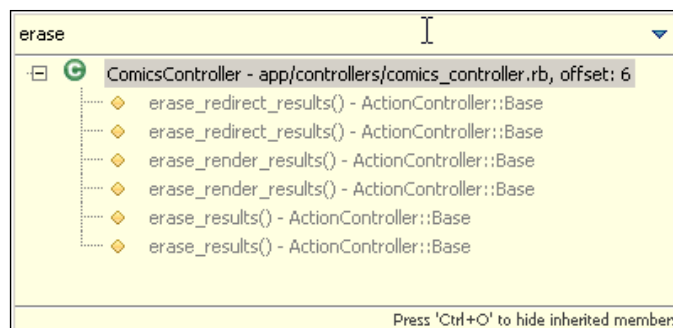 erase
ComicsController - app/controllers/comics_controller.rb, offset: 6
erase_redirect_results() - ActionController::Base
erase_redirect_results() - ActionController::Base
erase_render_results() - ActionController::Base
erase_render_results() - ActionController::Base
erase_results() - ActionController::Base
erase_results() - ActionController::Base
Press 'Ctrl+O' to hide inherited member